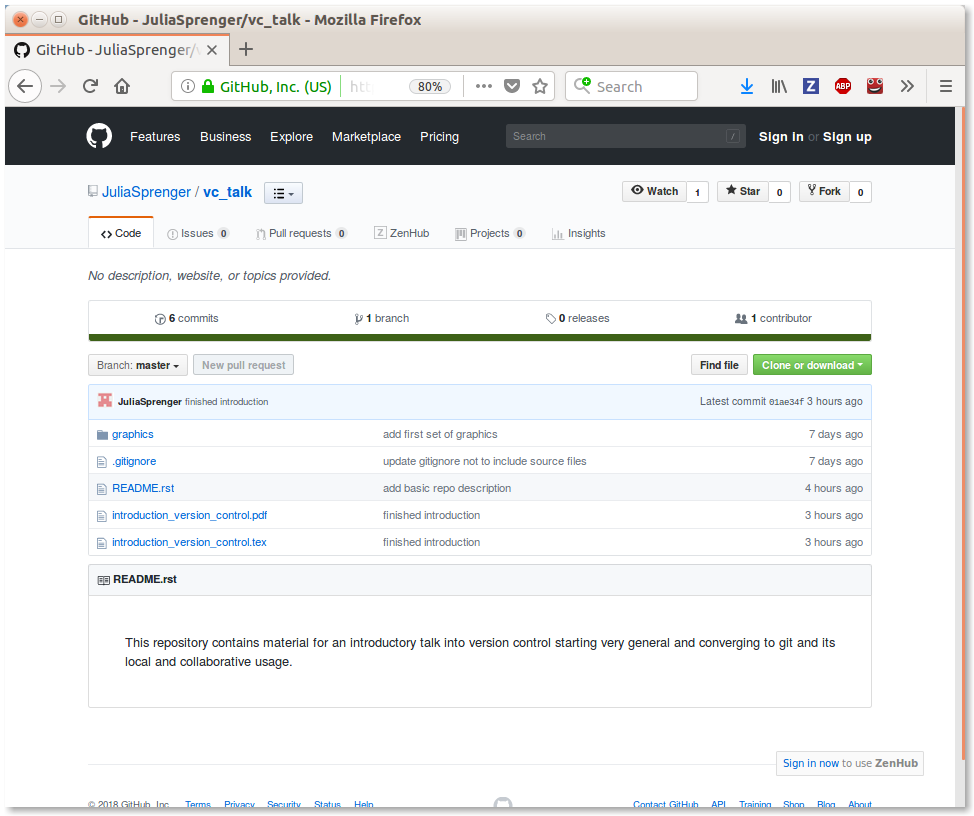 GitHub - JuliaSprenger/vc_talk - Mozilla Firefox
GitHub - JuliaSprenger/v
GitHub, Inc. (US) htt 80% Search
Features Business Explore Marketplace Pricing Search / Sign in or Sign up
JuliaSprenger / vc_talk Watch 1 Star 0 Fork 0
Code Issues 0 Pull requests 0 ZenHub Projects 0 Insights
No description, website, or topics provided.
6 commits 1 branch 0 releases 1 contributor
Branch: master New pull request Find file Clone or download
JuliaSprenger finished introduction Latest commit 01ae34f 3 hours ago
graphics add first set of graphics 7 days ago
.gitignore update gitignore not to include source files 7 days ago
README.rst add basic repo description 4 hours ago
introduction_version_control.pdf finished introduction 3 hours ago
introduction_version_control.tex finished introduction 3 hours ago
README.rst
This repository contains material for an introductory talk into version control starting very general and converging to git and its
local and collaborative usage.
Sign in now to use ZenHub
© 2018 GitHub, Inc. Terms Privacy Security Status Help Contact GitHub API Training Shop Blog About